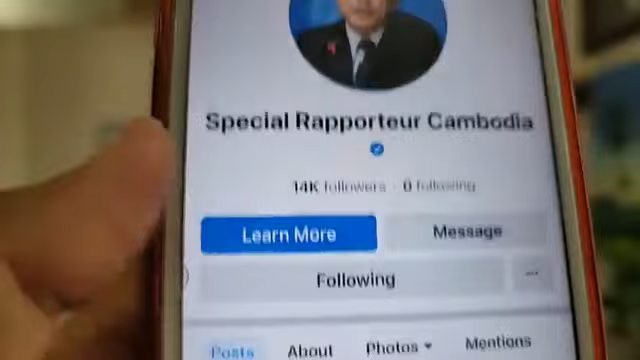 Special Rapporteur Cambodia
14K followers · 0 following
Learn More
Message
Following
Posts
About
Photos
Mentions